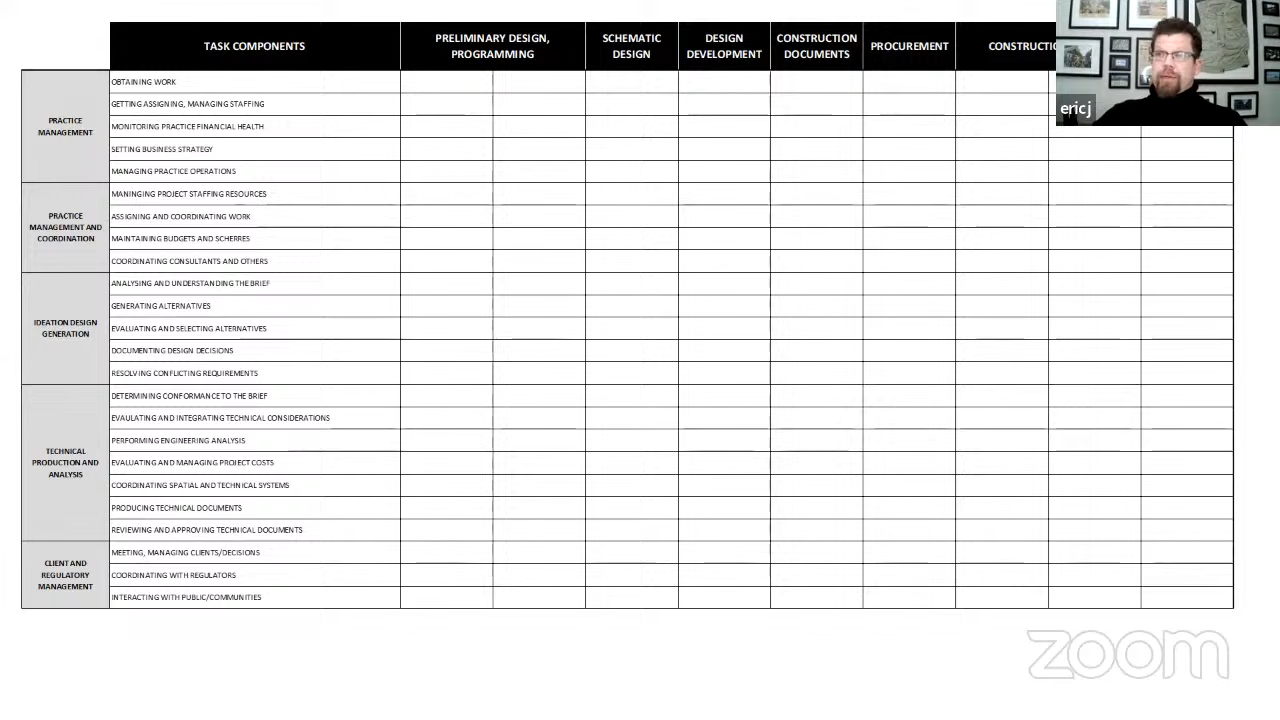 TASK COMPONENTS
PRELIMINARY DESIGN,
PROGRAMMING
SCHEMATIC
DESIGN
DESIGN
DEVELOPMENT
CONSTRUCTION
DOCUMENTS
PROCUREMENT
CONSTRUCTIO
ericj
PRACTICE
MANAGEMENT
OBTAINING WORK
GETTING ASSIGNING, MANAGING STAFFING
MONITORING PRACTICE FINANCIAL HEALTH
SETTING BUSINESS STRATEGY
MANAGING PRACTICE OPERATIONS
PRACTICE
MANAGEMENT AND
COORDINATION
MANINGING PROJECT STAFFING RESOURCES
ASSIGNING AND COORDINATING WORK
MAINTAINING BUDGETS AND SCHERRES
COORDINATING CONSULTANTS AND OTHERS
IDEATION DESIGN
GENERATION
ANALYSING AND UNDERSTANDING THE BRIEF
GENERATING ALTERNATIVES
EVALUATING AND SELECTING ALTERNATIVES
DOCUMENTING DESIGN DECISIONS
RESOLVING CONFLICTING REQUIREMENTS
TECHNICAL
PRODUCTION AND
ANALYSIS
DETERMINING CONFORMANCE TO THE BRIEF
EVAULATING AND INTEGRATING TECHNICAL CONSIDERATIONS
PERFORMING ENGINEERING ANALYSIS
EVALUATING AND MANAGING PROJECT COSTS
COORDINATING SPATIAL AND TECHNICAL SYSTEMS
PRODUCING TECHNICAL DOCUMENTS
REVIEWING AND APPROVING TECHNICAL DOCUMENTS
CLIENT AND
REGULATORY
MANAGEMENT
MEETING, MANAGING CLIENTS/DECISIONS
COORDINATING WITH REGULATORS
INTERACTING WITH PUBLIC/COMMUNITIES
zoom